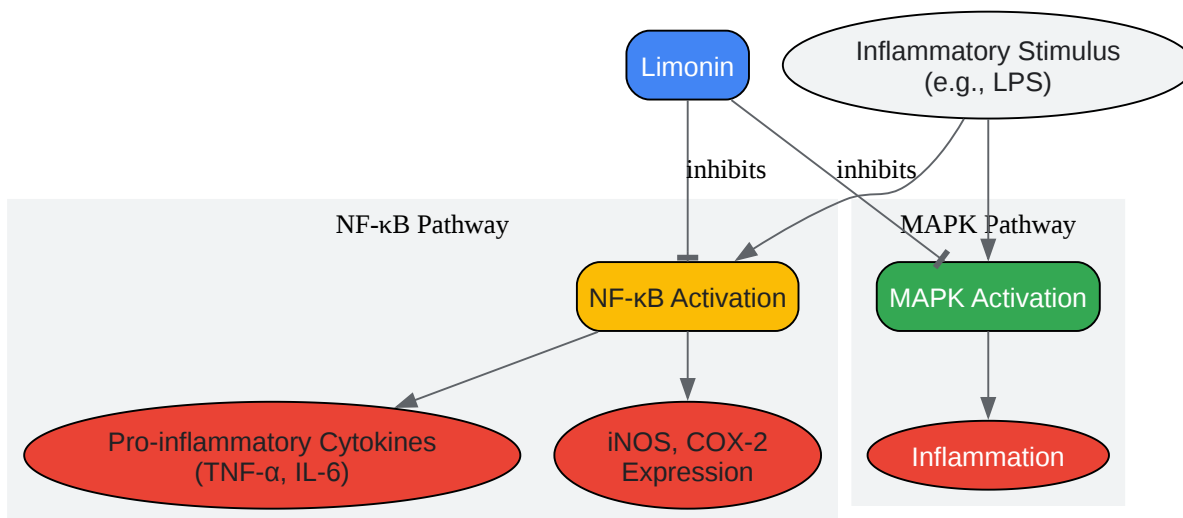 Limonin
Inflammatory Stimulus
(e.g., LPS)
inhibits
inhibits
NF-κB Pathway
MAPK Pathway
NF-κB Activation
MAPK Activation
Pro-inflammatory Cytokines
(TNF-α, IL-6)
iNOS, COX-2
Expression
Inflammation